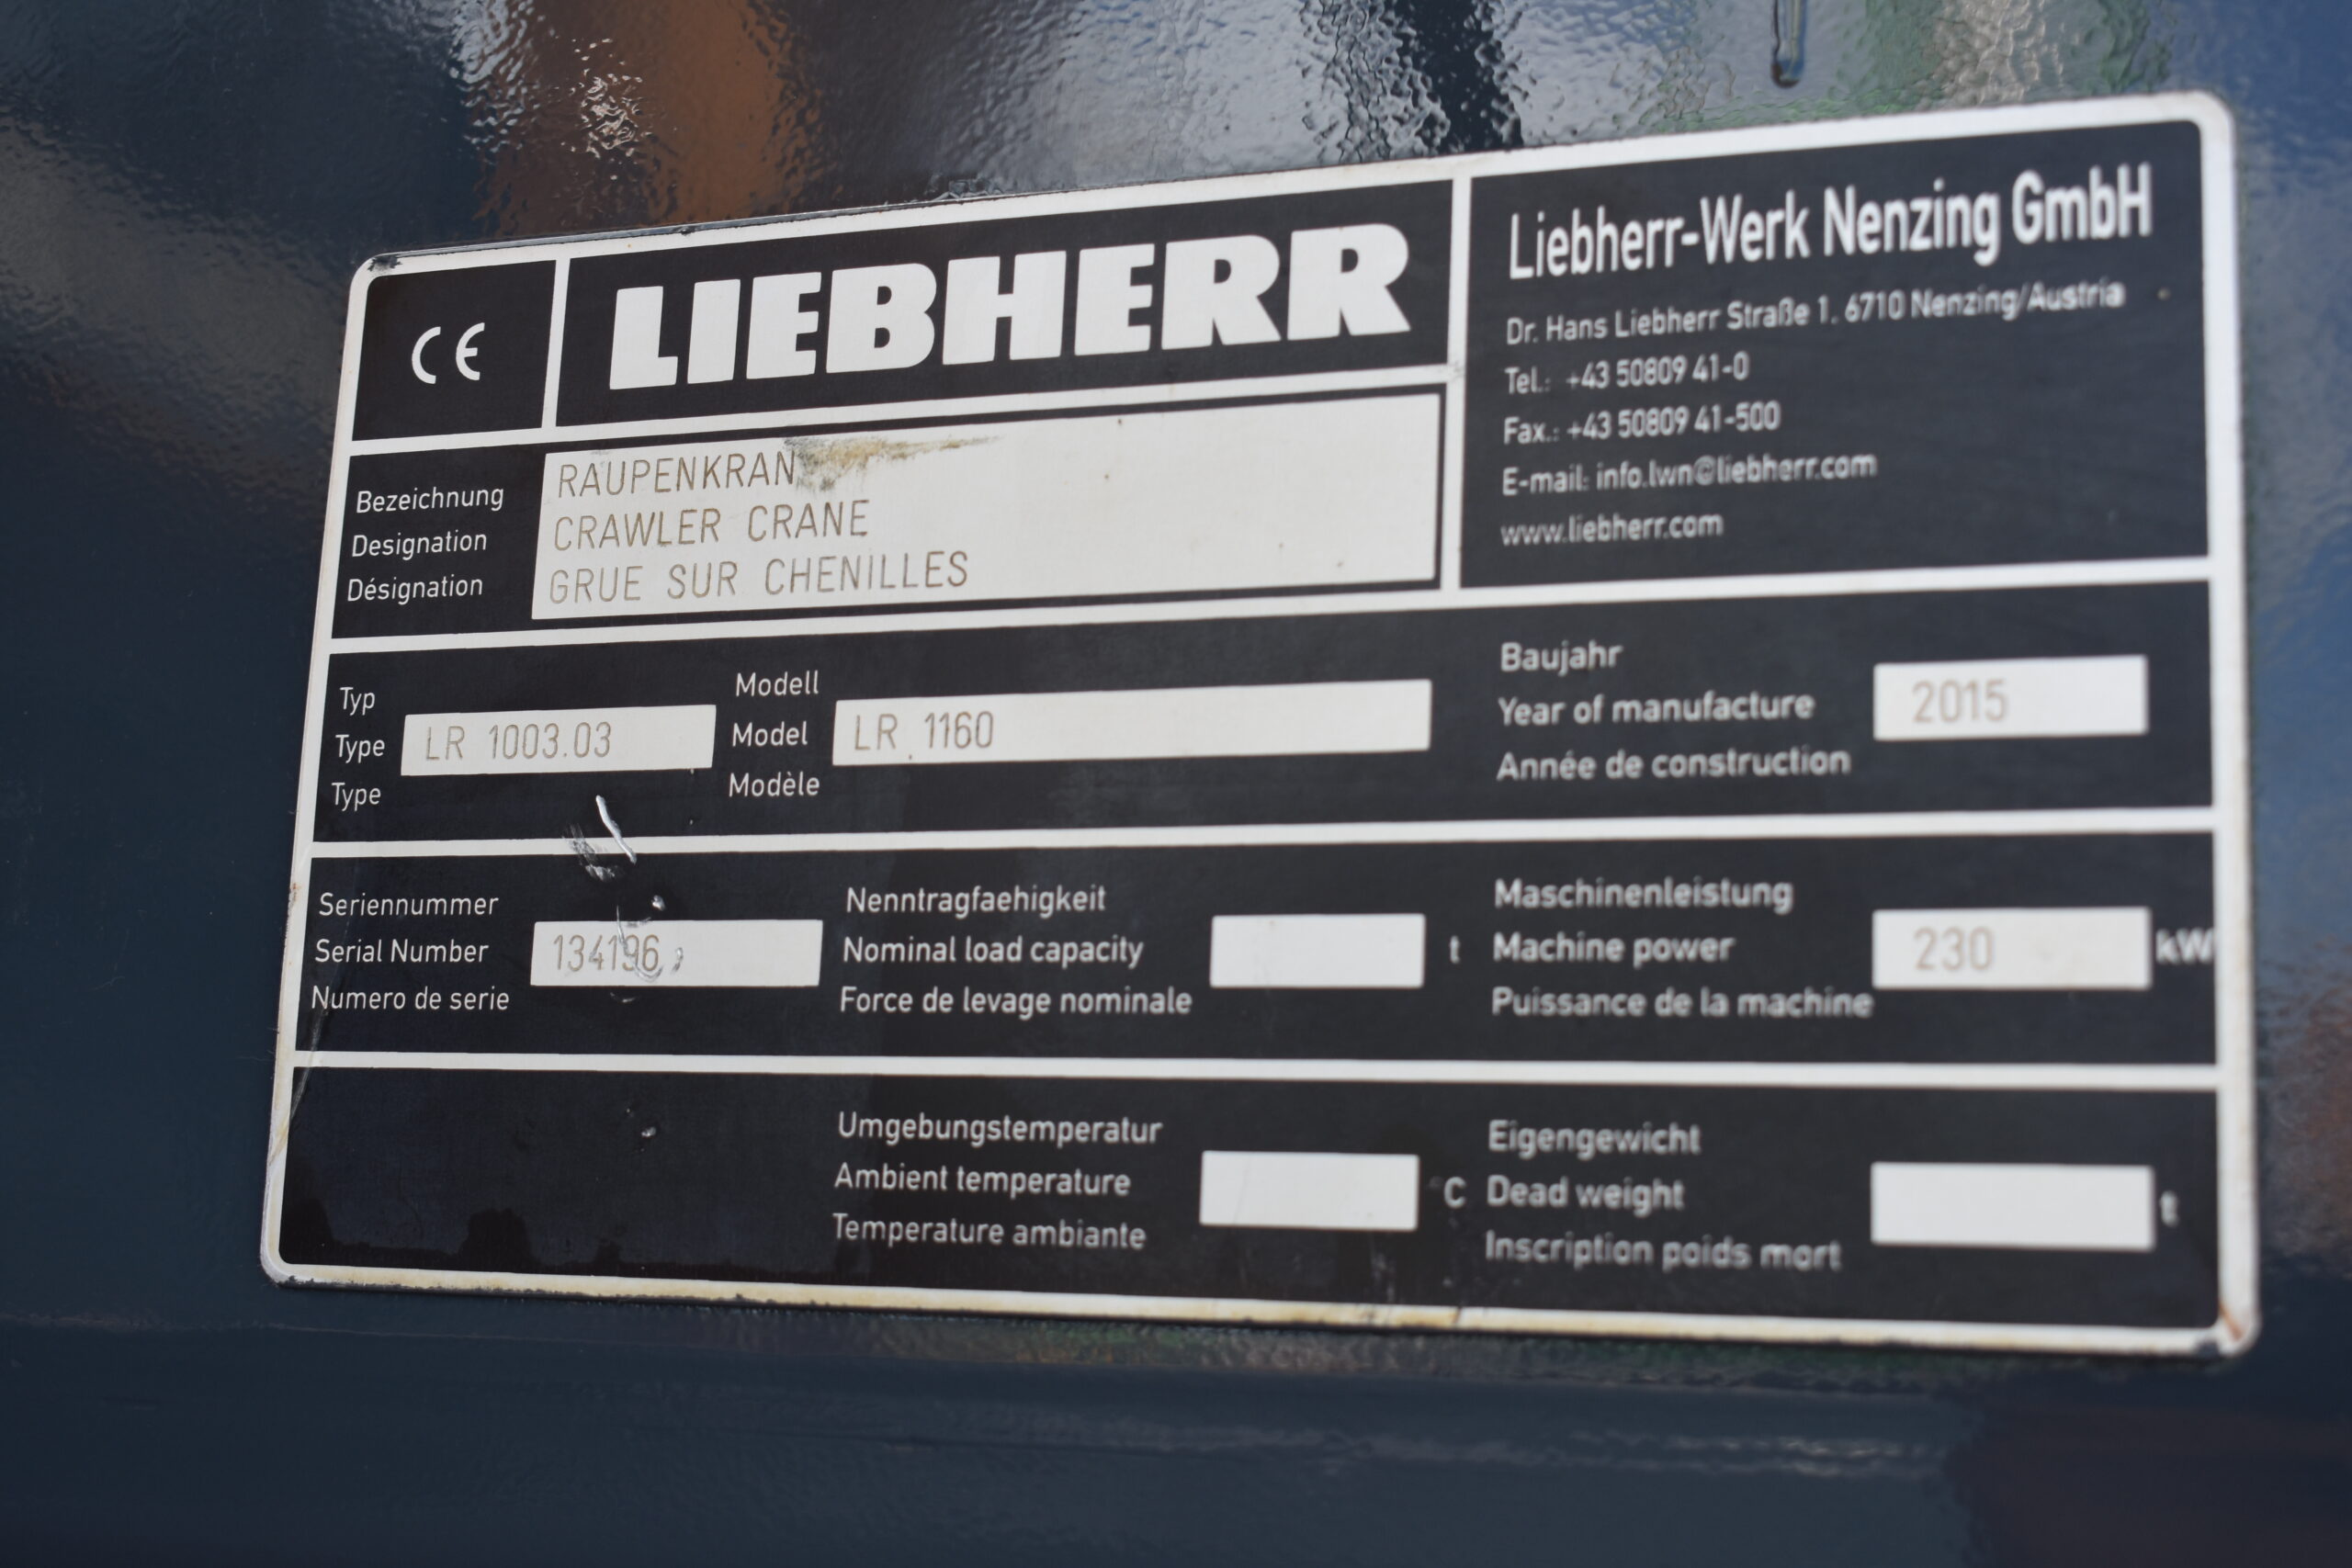 CE
LIEBHERR
Liebherr-Werk Nenzing GmbH
Dr. Hans Liebherr Straße 1, 6710 Nenzing/Austria
Tel.: +43 50809 41-0
Fax.: +43 50809 41-500
E-mail: info.lwn@liebherr.com
www.liebherr.com
Bezeichnung
Designation
Désignation
RAUPENKRAN
CRAWLER CRANE
GRUE SUR CHENILLES
Typ
Type
Type
LR 1003.03
Modell
Model
Modèle
LR 1160
Baujahr
Year of manufacture
Année de construction
2015
Seriennummer
Serial Number
Numero de serie
134196
Nenntragfaehigkeit
Nominal load capacity
Force de levage nominale
t
Maschinenleistung
Machine power
Puissance de la machine
230
kW
Umgebungstemperatur
Ambient temperature
Temperature ambiante
°C
Eigengewicht
Dead weight
Inscription poids mort
t